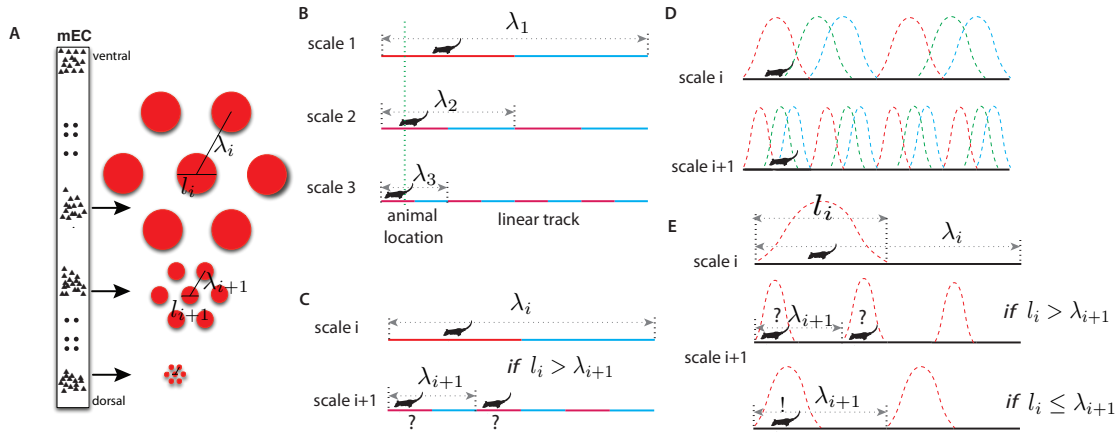 A
mEC
ventral
λᵢ
lᵢ
λᵢ₊₁
lᵢ₊₁
dorsal
B
λ₁
scale 1
λ₂
scale 2
λ₃
scale 3
animal
location
linear track
C
λᵢ
scale i
if lᵢ > λᵢ₊₁
λᵢ₊₁
scale i+1
? ?
D
scale i
scale i+1
E
lᵢ
λᵢ
scale i
? λᵢ₊₁ ?
if lᵢ > λᵢ₊₁
scale i+1
! λᵢ₊₁
if lᵢ ≤ λᵢ₊₁